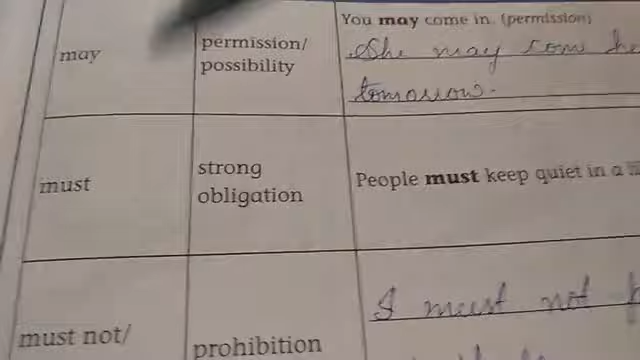 You may come in. (permission)
may
permission/
possibility
She may com
tomorrow.
must
strong
obligation
People must keep quiet in a
I must not
must not/
prohibition